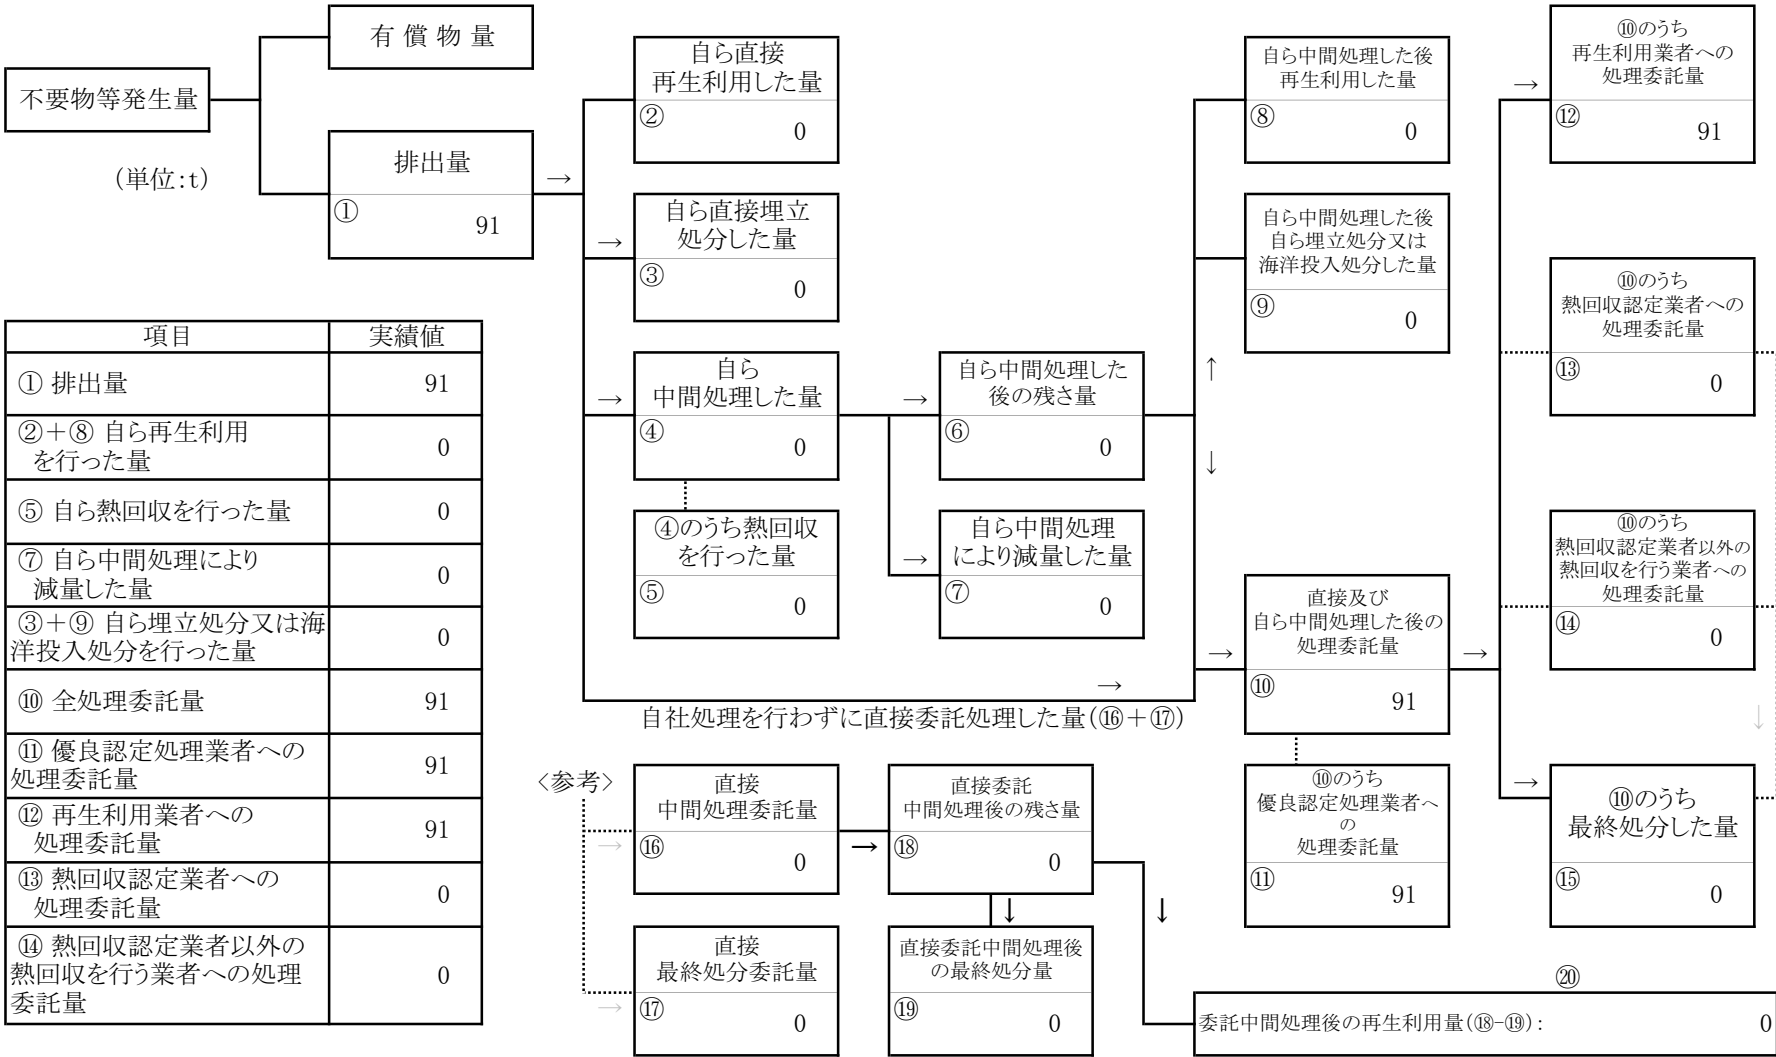 不要物等発生量
(単位:t)
有 償 物 量
排出量
①
91
→
自ら直接
再生利用した量
②
0
→
自ら直接埋立
処分した量
③
0
→
自ら
中間処理した量
④
0
④のうち熱回収
を行った量
⑤
0
→
自ら中間処理した
後の残さ量
⑥
0
→
自ら中間処理
により減量した量
⑦
0
↑
↓
自ら中間処理した後
再生利用した量
⑧
0
自ら中間処理した後
自ら埋立処分又は
海洋投入処分した量
⑨
0
→
自社処理を行わずに直接委託処理した量(⑯+⑰)
→
直接及び
自ら中間処理した後の
処理委託量
⑩
91
⑩のうち
優良認定処理業者へ
の
処理委託量
⑪
91
→
→
⑩のうち
再生利用業者への
処理委託量
⑫
91
⑩のうち
熱回収認定業者への
処理委託量
⑬
0
⑩のうち
熱回収認定業者以外の
熱回収を行う業者への
処理委託量
⑭
0
↓
→
⑩のうち
最終処分した量
⑮
0
項目 実績値
① 排出量 91
②+⑧ 自ら再生利用
を行った量 0
⑤ 自ら熱回収を行った量 0
⑦ 自ら中間処理により
減量した量 0
③+⑨ 自ら埋立処分又は海
洋投入処分を行った量 0
⑩ 全処理委託量 91
⑪ 優良認定処理業者への
処理委託量 91
⑫ 再生利用業者への
処理委託量 91
⑬ 熱回収認定業者への
処理委託量 0
⑭ 熱回収認定業者以外の
熱回収を行う業者への処理
委託量 0
<参考>
→
直接
中間処理委託量
⑯
0
→
直接委託
中間処理後の残さ量
⑱
0
→
直接
最終処分委託量
⑰
0
↓
直接委託中間処理後
の最終処分量
⑲
0
↓
⑳
委託中間処理後の再生利用量(⑱-⑲): 0